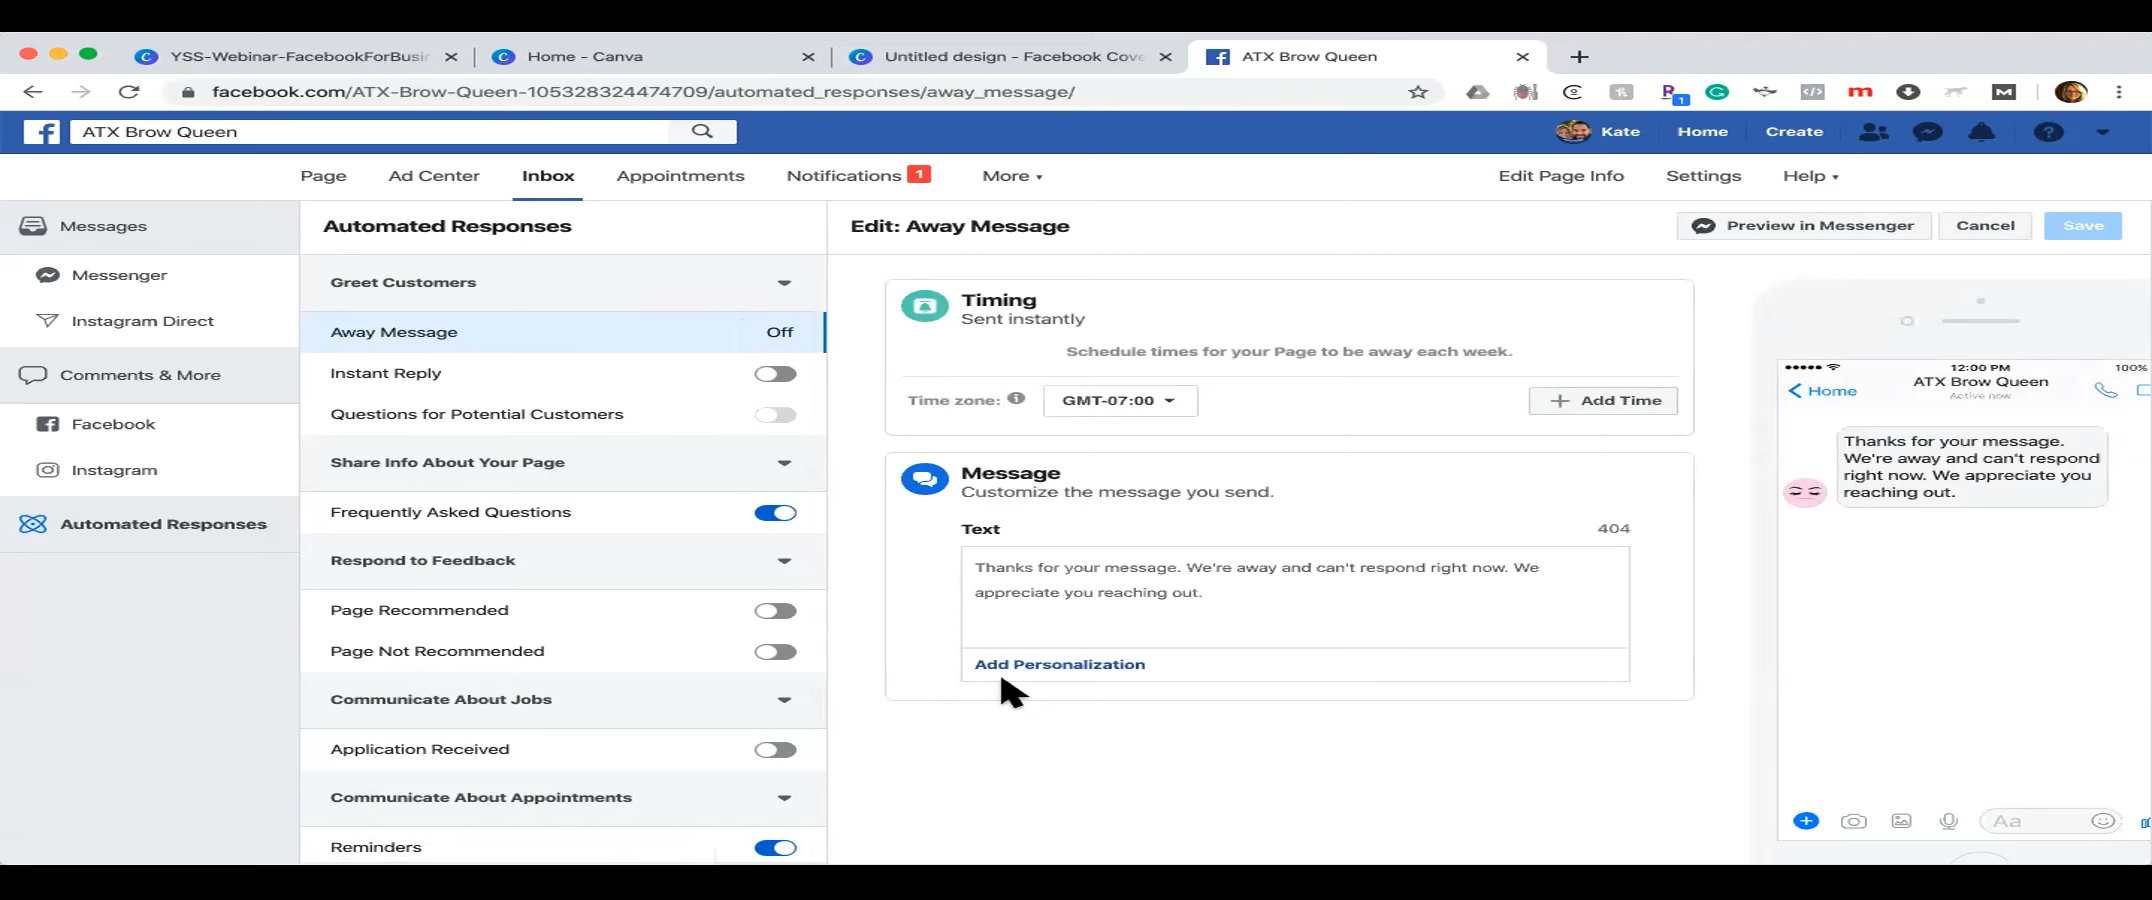 YSS-Webinar-FacebookForBusin
Home - Canva
Untitled design - Facebook Cove
ATX Brow Queen
facebook.com/ATX-Brow-Queen-105328324474709/automated_responses/away_message/
1
ATX Brow Queen
Kate
Home
Create
Page
Ad Center
Inbox
Appointments
Notifications 1
More
Edit Page Info
Settings
Help
Messages
Messenger
Instagram Direct
Comments & More
Facebook
Instagram
Automated Responses
Automated Responses
Greet Customers
Away Message Off
Instant Reply
Questions for Potential Customers
Share Info About Your Page
Frequently Asked Questions
Respond to Feedback
Page Recommended
Page Not Recommended
Communicate About Jobs
Application Received
Communicate About Appointments
Reminders
Edit: Away Message
Preview in Messenger
Cancel
Save
Timing
Sent instantly
Schedule times for your Page to be away each week.
Time zone:
GMT-07:00
Add Time
Message
Customize the message you send.
Text 404
Thanks for your message. We're away and can't respond right now. We
appreciate you reaching out.
Add Personalization
12:00 PM 100%
Home
ATX Brow Queen
Active now
Thanks for your message.
We're away and can't respond
right now. We appreciate you
reaching out.
Aa